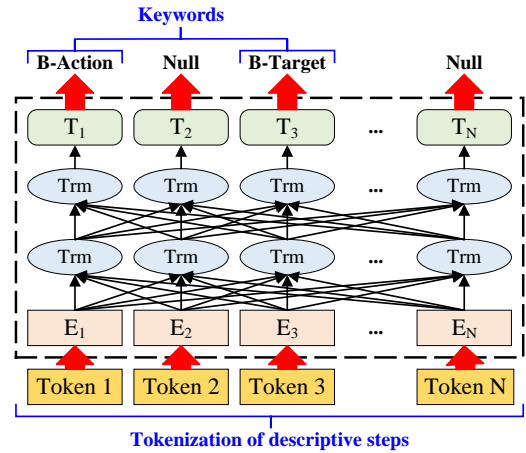 Keywords
B-Action Null B-Target Null
T1 T2 T3 ... TN
Trm Trm Trm ... Trm
Trm Trm Trm ... Trm
E1 E2 E3 ... EN
Token 1 Token 2 Token 3 Token N
Tokenization of descriptive steps